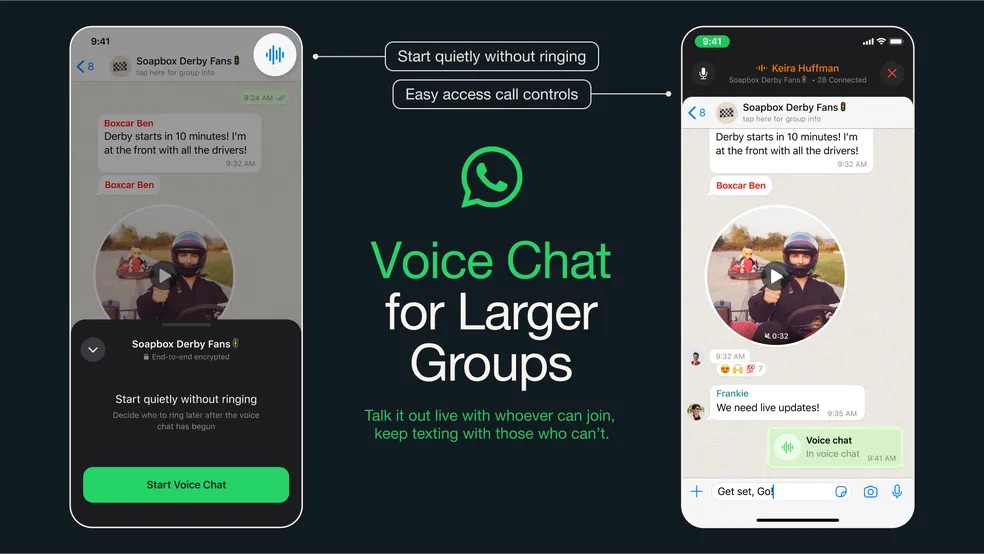 9:41
8
Soapbox Derby Fans🚦
tap here for group info
9:24 AM
Boxcar Ben
Derby starts in 10 minutes! I'm
at the front with all the drivers!
9:32 AM
Boxcar Ben
Soapbox Derby Fans🚦
End-to-end encrypted
Start quietly without ringing
Decide who to ring later after the voice
chat has begun
Start Voice Chat
Start quietly without ringing
Easy access call controls
Voice Chat
for Larger
Groups
Talk it out live with whoever can join,
keep texting with those who can't.
9:41
Keira Huffman
Soapbox Derby Fans🚦 • 28 Connected
8
Soapbox Derby Fans🚦
tap here for group info
Derby starts in 10 minutes! I'm
at the front with all the drivers!
9:32 AM
Boxcar Ben
0:32
9:32 AM
😍🙌💯 7
Frankie
We need live updates!
9:35 AM
Voice chat
In voice chat
9:41 AM
Get set, Go!